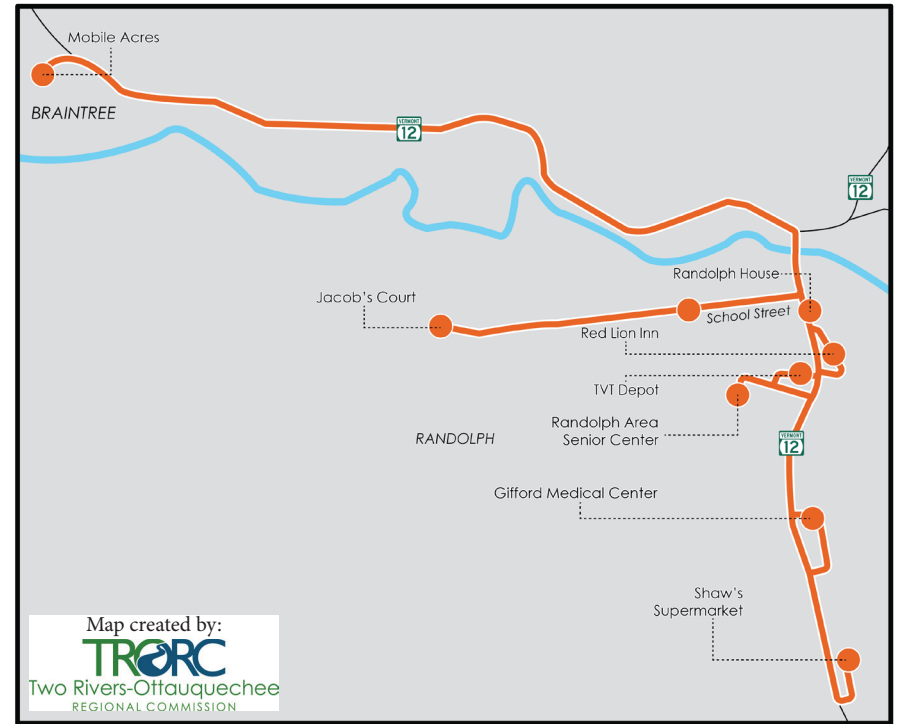 Mobile Acres
BRAINTREE
VERMONT
12
VERMONT
12
Randolph House
Jacob's Court
School Street
Red Lion Inn
TVT Depot
Randolph Area
Senior Center
RANDOLPH
VERMONT
12
Gifford Medical Center
Shaw's
Supermarket
Map created by:
TRORC
Two Rivers-Ottauquechee
REGIONAL COMMISSION